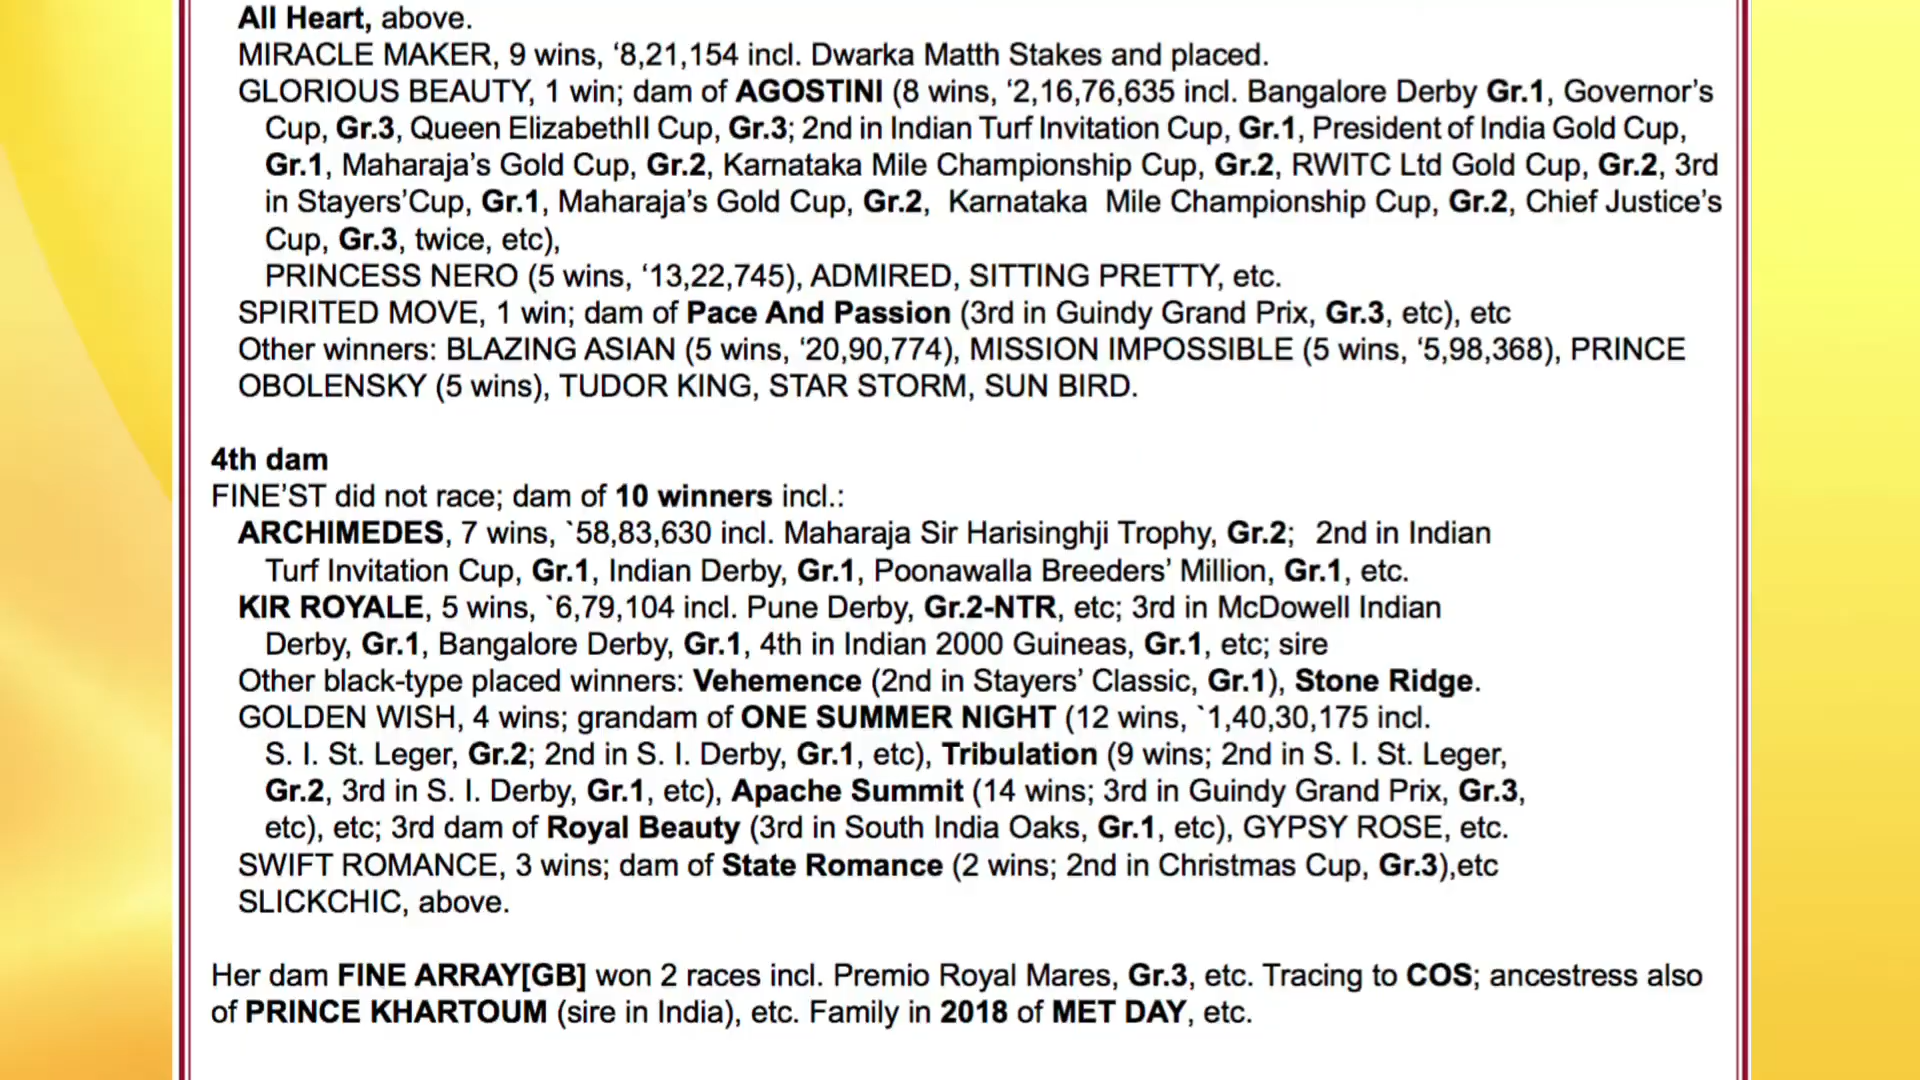 All Heart, above.
MIRACLE MAKER, 9 wins, ‘8,21,154 incl. Dwarka Matth Stakes and placed.
GLORIOUS BEAUTY, 1 win; dam of AGOSTINI (8 wins, ‘2,16,76,635 incl. Bangalore Derby Gr.1, Governor’s
Cup, Gr.3, Queen ElizabethII Cup, Gr.3; 2nd in Indian Turf Invitation Cup, Gr.1, President of India Gold Cup,
Gr.1, Maharaja’s Gold Cup, Gr.2, Karnataka Mile Championship Cup, Gr.2, RWITC Ltd Gold Cup, Gr.2, 3rd
in Stayers’Cup, Gr.1, Maharaja’s Gold Cup, Gr.2, Karnataka Mile Championship Cup, Gr.2, Chief Justice’s
Cup, Gr.3, twice, etc),
PRINCESS NERO (5 wins, ‘13,22,745), ADMIRED, SITTING PRETTY, etc.
SPIRITED MOVE, 1 win; dam of Pace And Passion (3rd in Guindy Grand Prix, Gr.3, etc), etc
Other winners: BLAZING ASIAN (5 wins, ‘20,90,774), MISSION IMPOSSIBLE (5 wins, ‘5,98,368), PRINCE
OBOLENSKY (5 wins), TUDOR KING, STAR STORM, SUN BIRD.
4th dam
FINE’ST did not race; dam of 10 winners incl.:
ARCHIMEDES, 7 wins, `58,83,630 incl. Maharaja Sir Harisinghji Trophy, Gr.2; 2nd in Indian
Turf Invitation Cup, Gr.1, Indian Derby, Gr.1, Poonawalla Breeders’ Million, Gr.1, etc.
KIR ROYALE, 5 wins, `6,79,104 incl. Pune Derby, Gr.2-NTR, etc; 3rd in McDowell Indian
Derby, Gr.1, Bangalore Derby, Gr.1, 4th in Indian 2000 Guineas, Gr.1, etc; sire
Other black-type placed winners: Vehemence (2nd in Stayers’ Classic, Gr.1), Stone Ridge.
GOLDEN WISH, 4 wins; grandam of ONE SUMMER NIGHT (12 wins, `1,40,30,175 incl.
S. I. St. Leger, Gr.2; 2nd in S. I. Derby, Gr.1, etc), Tribulation (9 wins; 2nd in S. I. St. Leger,
Gr.2, 3rd in S. I. Derby, Gr.1, etc), Apache Summit (14 wins; 3rd in Guindy Grand Prix, Gr.3,
etc), etc; 3rd dam of Royal Beauty (3rd in South India Oaks, Gr.1, etc), GYPSY ROSE, etc.
SWIFT ROMANCE, 3 wins; dam of State Romance (2 wins; 2nd in Christmas Cup, Gr.3),etc
SLICKCHIC, above.
Her dam FINE ARRAY[GB] won 2 races incl. Premio Royal Mares, Gr.3, etc. Tracing to COS; ancestress also
of PRINCE KHARTOUM (sire in India), etc. Family in 2018 of MET DAY, etc.